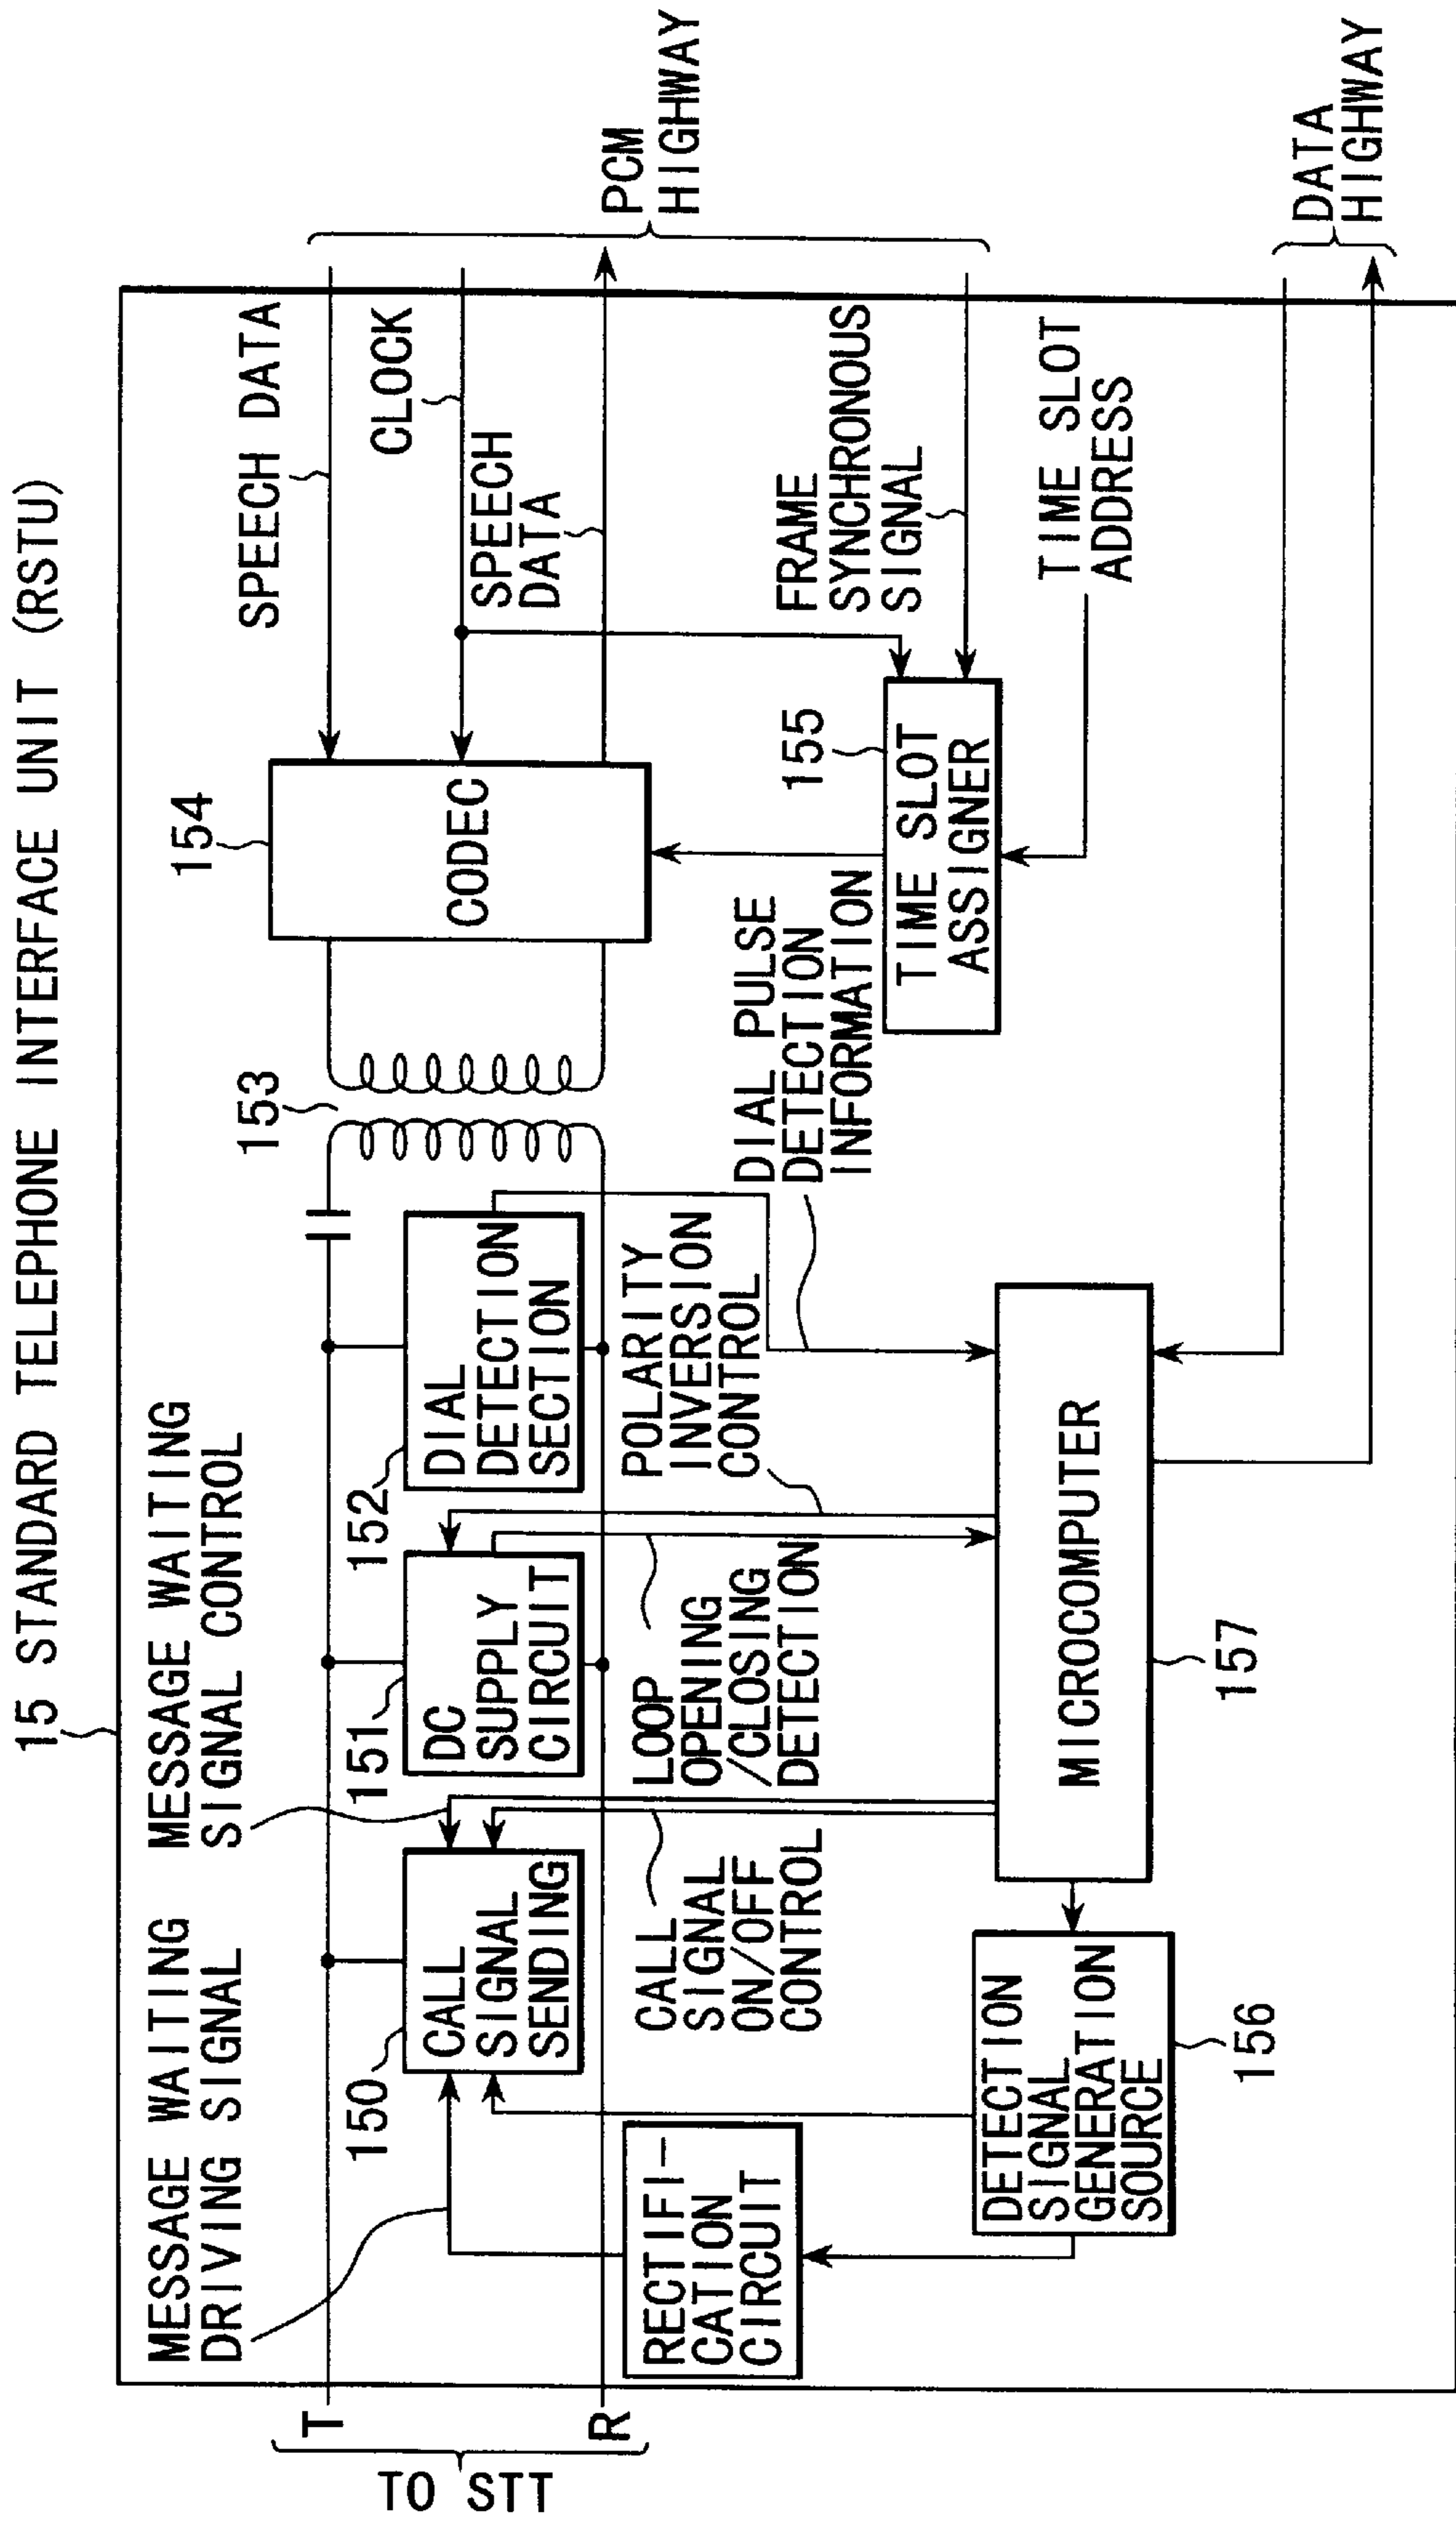 15 STANDARD TELEPHONE INTERFACE UNIT (RSTU)
MESSAGE WAITING
DRIVING SIGNAL
MESSAGE WAITING
SIGNAL CONTROL
154
SPEECH DATA
153
CLOCK
T
TO STT
R
150
CALL
SIGNAL
SENDING
151
DC
SUPPLY
CIRCUIT
152
DIAL
DETECTION
SECTION
CODEC
SPEECH
DATA
PCM
HIGHWAY
RECTIFI-
CATION
CIRCUIT
CALL
SIGNAL
ON/OFF
CONTROL
LOOP
OPENING
/CLOSING
DETECTION
POLARITY
INVERSION
CONTROL
DIAL PULSE
DETECTION
INFORMATION
155
FRAME
SYNCHRONOUS
SIGNAL
TIME SLOT
ASSIGNER
TIME SLOT
ADDRESS
DETECTION
SIGNAL
GENERATION
SOURCE
156
MICROCOMPUTER
157
DATA
HIGHWAY